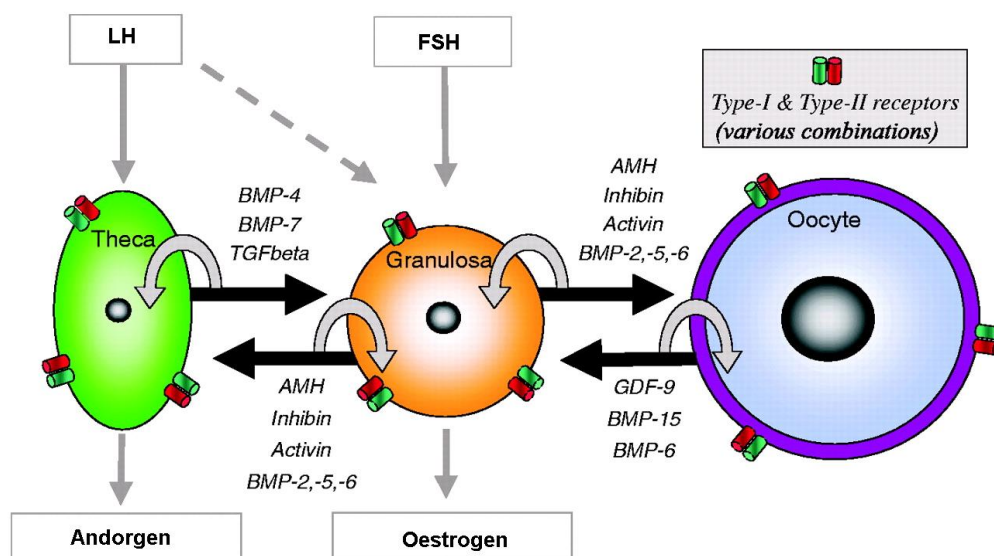 LH
FSH
Type-I & Type-II receptors
(various combinations)
BMP-4
BMP-7
TGFbeta
AMH
Inhibin
Activin
BMP-2,-5,-6
Theca
Granulosa
Oocyte
AMH
Inhibin
Activin
BMP-2,-5,-6
GDF-9
BMP-15
BMP-6
Andorgen
Oestrogen